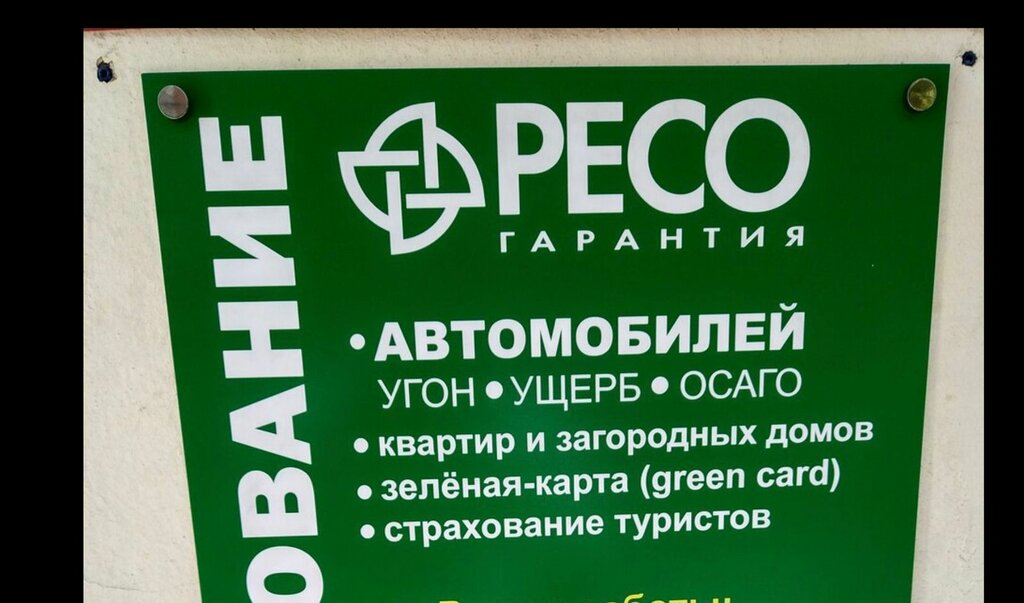 РЕСО
ГАРАНТИЯ
ОВАНИЕ
• АВТОМОБИЛЕЙ
УГОН • УЩЕРБ • ОСАГО
• квартир и загородных домов
• зелёная-карта (green card)
• страхование туристов